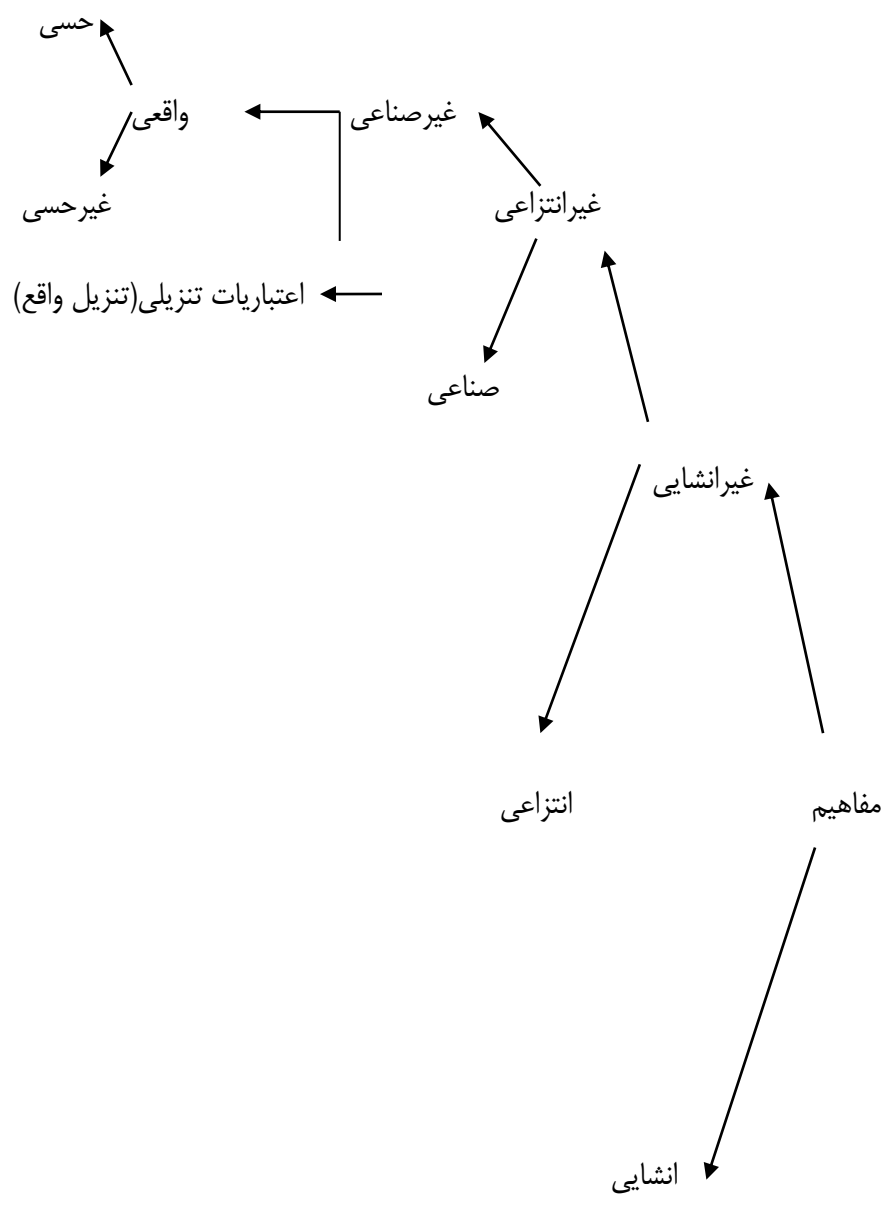 حسی
واقعی
غیرصناعی
غیرحسی
غیرانتزاعی
اعتباریات تنزیلی(تنزیل واقع)
صناعی
غیرانشایی
انتزاعی
مفاهیم
انشایی